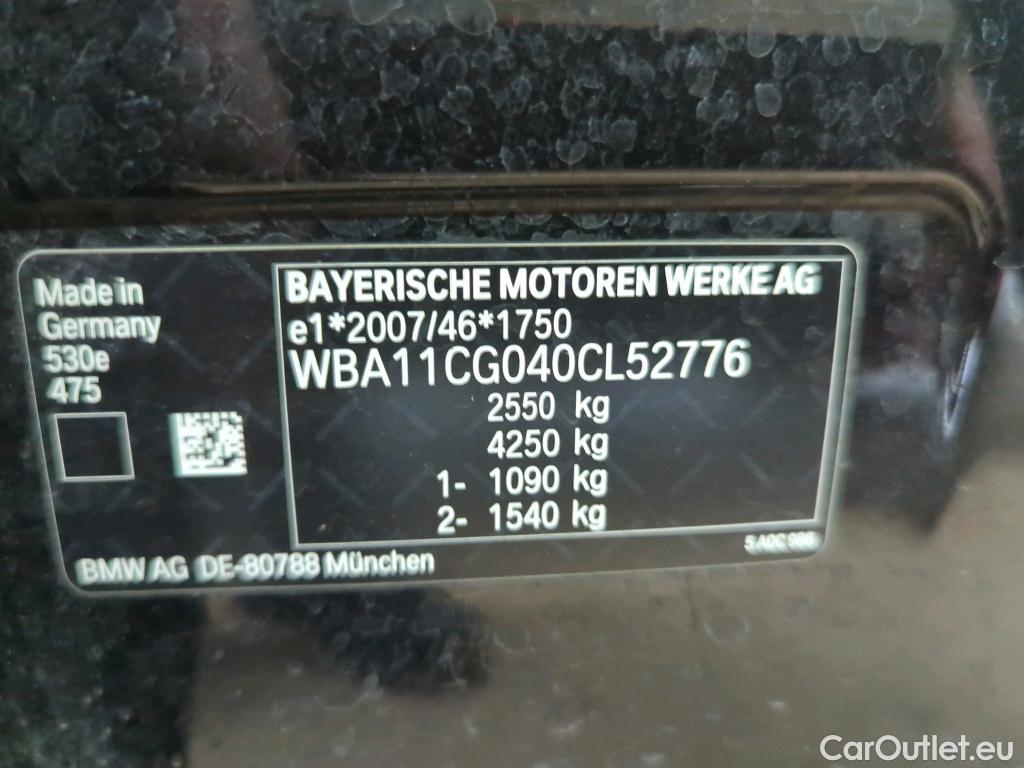 Made in
Germany
530e
475
BAYERISCHE MOTOREN WERKE AG
e1*2007/46*1750
WBA11CG040CL52776
2550 kg
4250 kg
1- 1090 kg
2- 1540 kg
BMW AG DE-80788 München
CarOutlet.eu